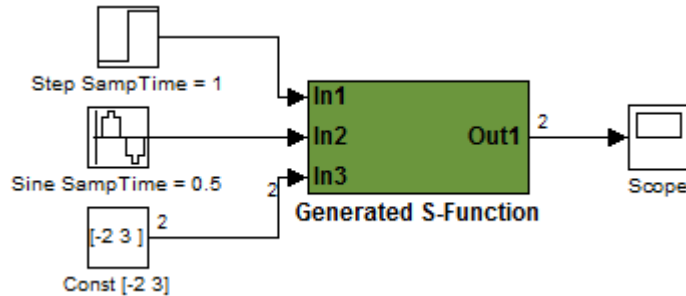 Step SampTime = 1
In1
In2
Out1
2
Sine SampTime = 0.5
In3
2
Scope
[-2 3 ]
2
Generated S-Function
Const [-2 3]